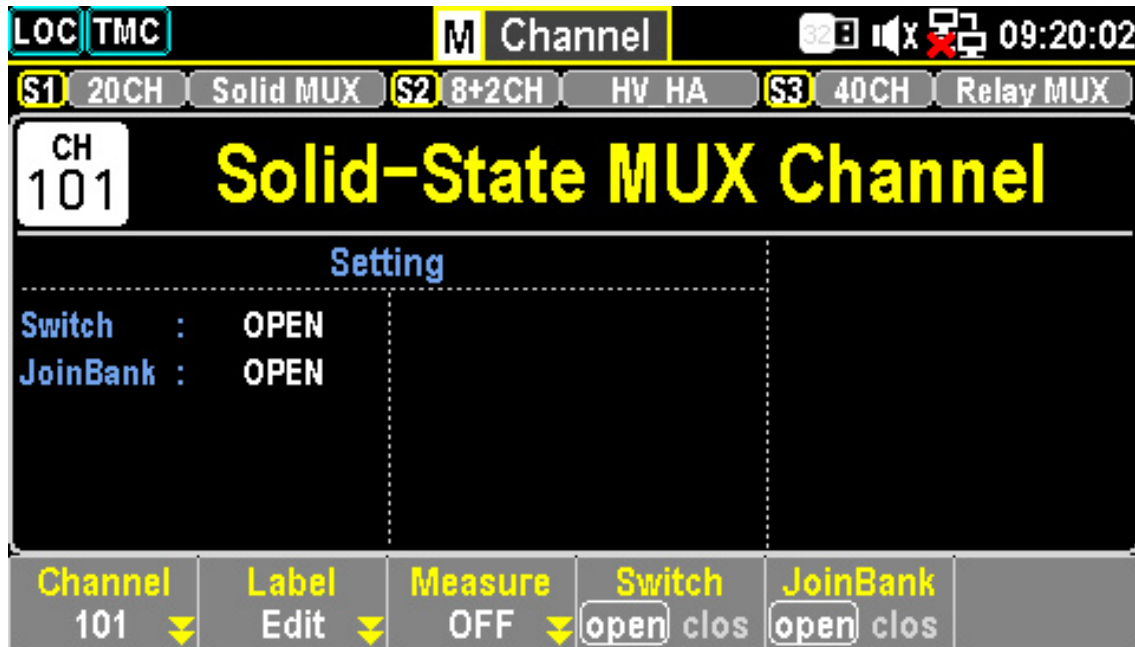 LOC TMC M Channel 32 09:20:02
S1 20CH Solid MUX S2 8+2CH HV_HA S3 40CH Relay MUX
CH
101
Solid-State MUX Channel
Setting
Switch : OPEN
JoinBank : OPEN
Channel Label Measure Switch JoinBank
101 Edit OFF open clos open clos